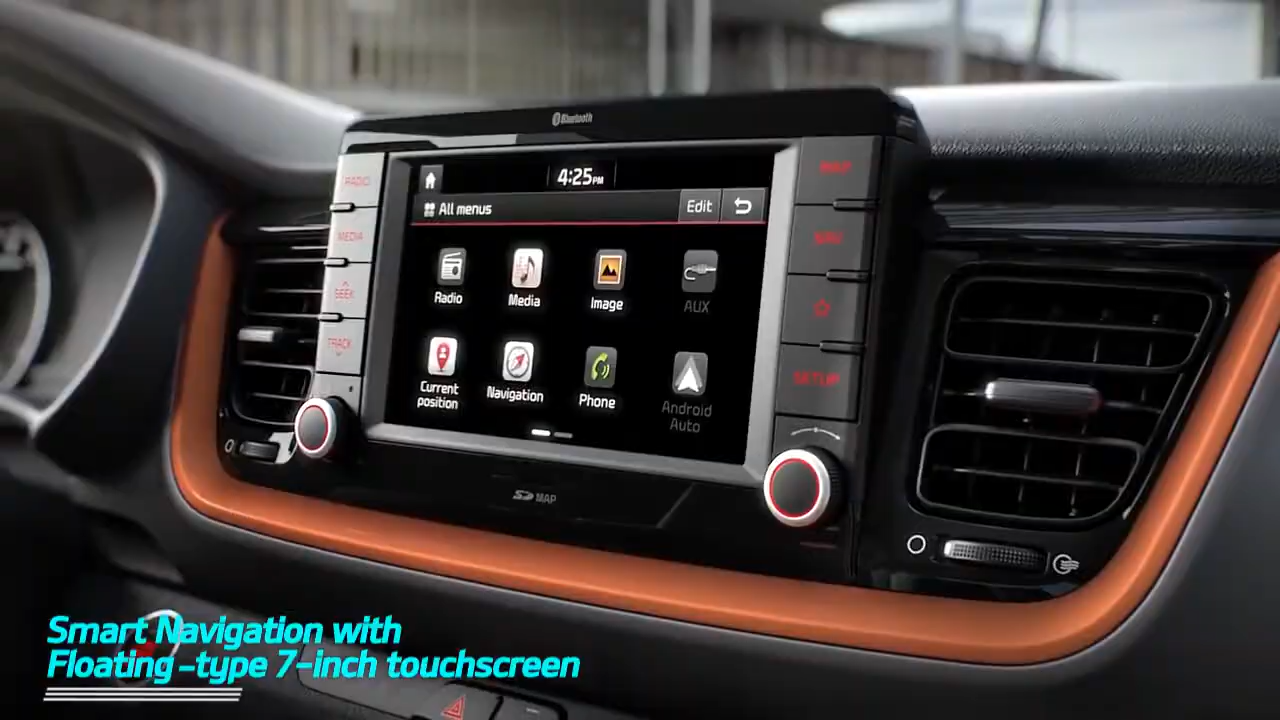 Bluetooth
RADIO
MEDIA
SEEK
TRACK
MAP
NAV
SETUP
4:25PM
All menus
Edit
Radio
Media
Image
AUX
Current
position
Navigation
Phone
Android
Auto
SD MAP
Smart Navigation with
Floating-type 7-inch touchscreen